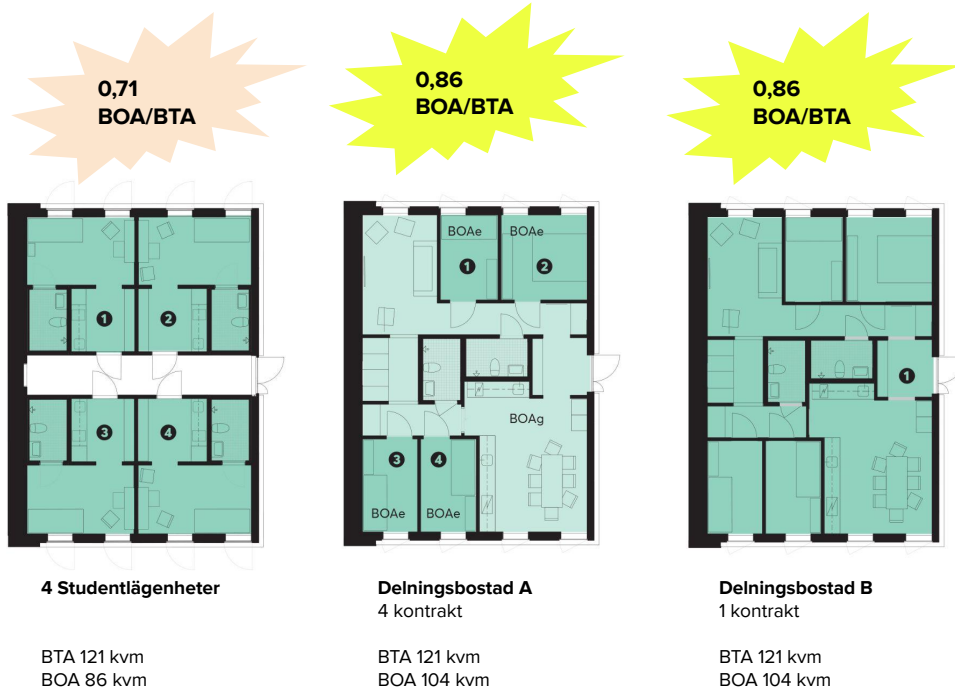 0,71
BOA/BTA
0,86
BOA/BTA
0,86
BOA/BTA
1
2
3
4
BOAe
BOAe
1
2
BOAg
3
4
BOAe
BOAe
1
4 Studentlägenheter
BTA 121 kvm
BOA 86 kvm
Delningsbostad A
4 kontrakt
BTA 121 kvm
BOA 104 kvm
Delningsbostad B
1 kontrakt
BTA 121 kvm
BOA 104 kvm